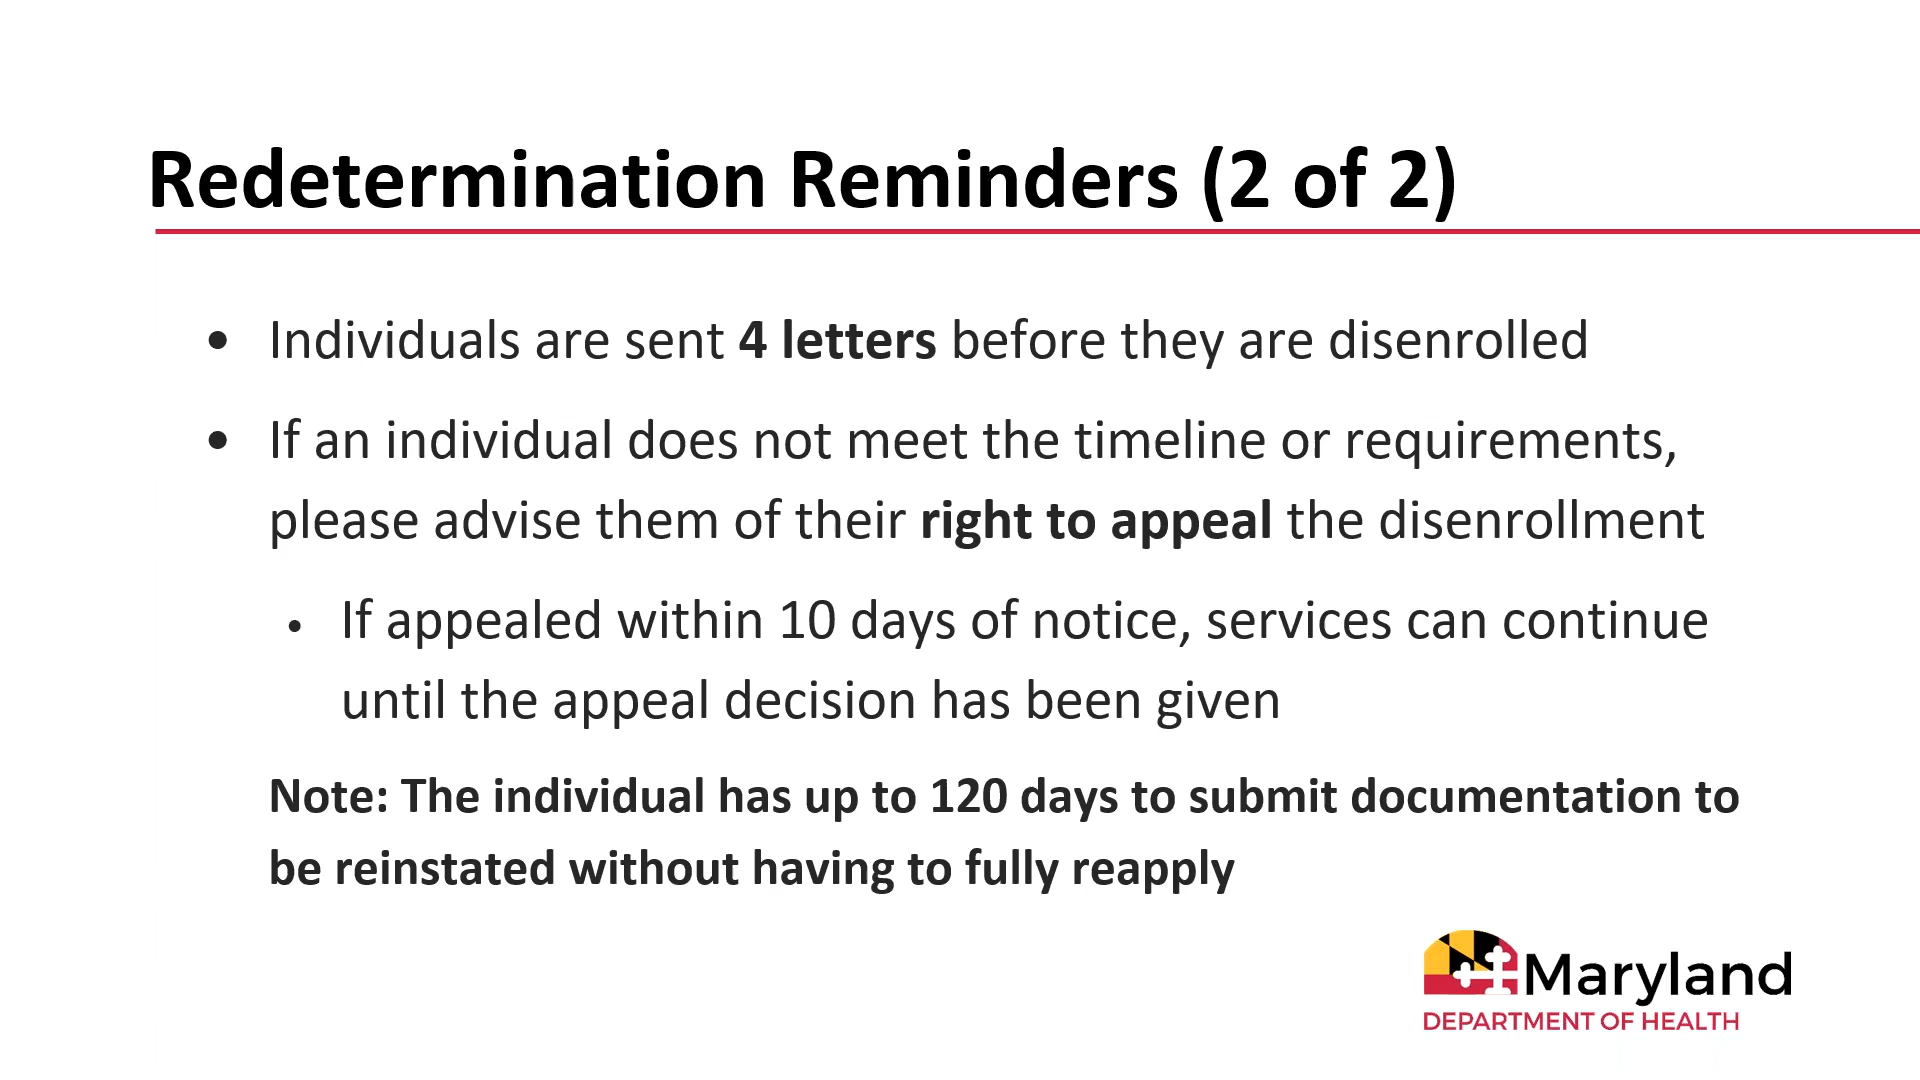 Redetermination Reminders (2 of 2)
• Individuals are sent 4 letters before they are disenrolled
• If an individual does not meet the timeline or requirements,
please advise them of their right to appeal the disenrollment
• If appealed within 10 days of notice, services can continue
until the appeal decision has been given
Note: The individual has up to 120 days to submit documentation to
be reinstated without having to fully reapply
Maryland
DEPARTMENT OF HEALTH